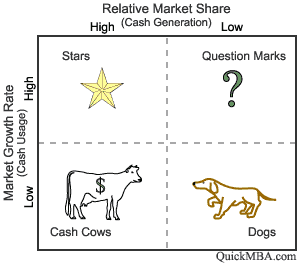 Relative Market Share
(Cash Generation)
High
Low
Market Growth Rate
(Cash Usage)
High
Low
Stars
Question Marks
$
Cash Cows
Dogs
QuickMBA.com